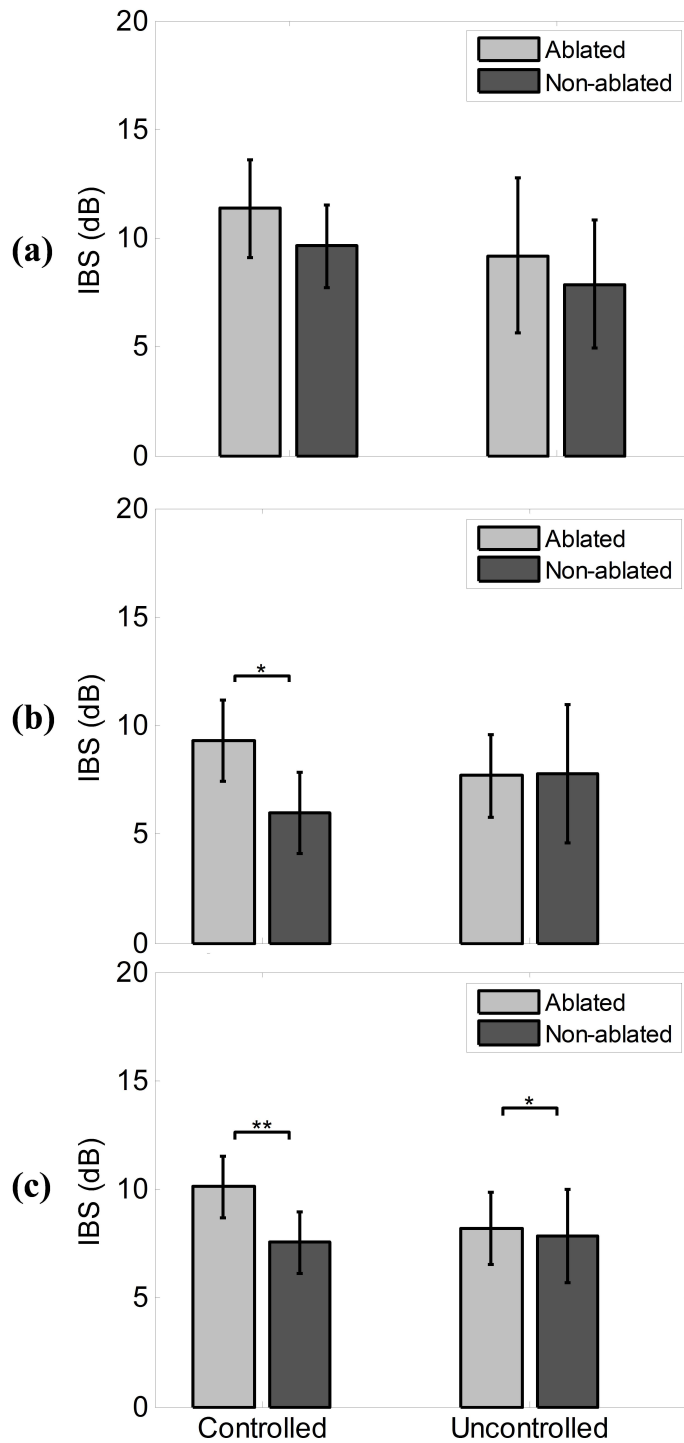 20
Ablated
Non-ablated
15
(a)
IBS (dB)
10
5
0
20
Ablated
Non-ablated
15
*
(b)
IBS (dB)
10
5
0
20
Ablated
Non-ablated
15
*
**
(c)
IBS (dB)
10
5
0
Controlled Uncontrolled